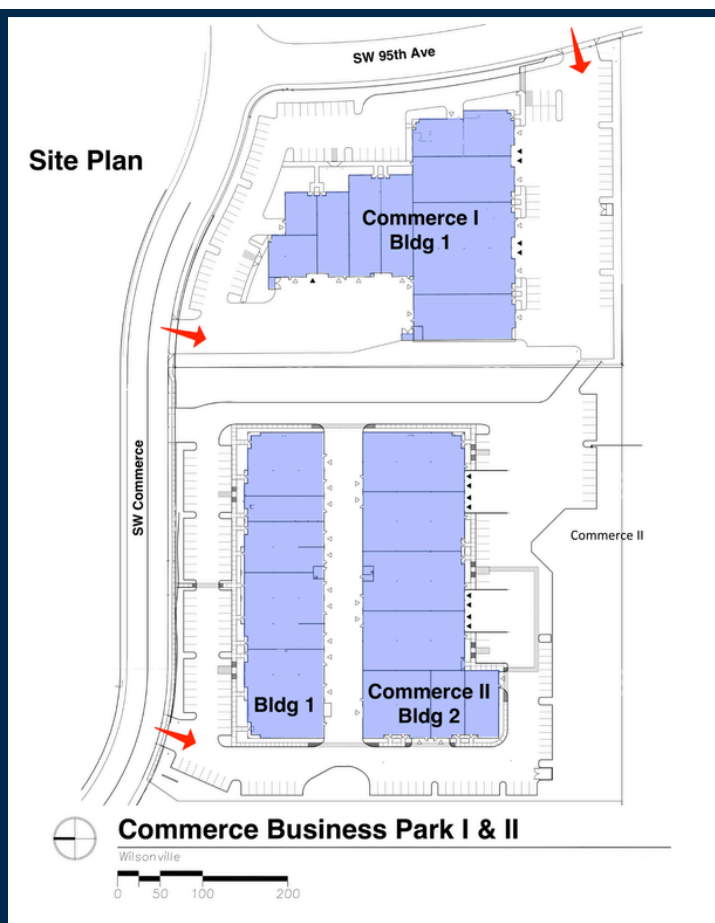 SW 95th Ave
Site Plan
Commerce I
Bldg 1
SW Commerce
Commerce II
Bldg 1
Commerce II
Bldg 2
Commerce Business Park I & II
Wilsonville
0 50 100 200